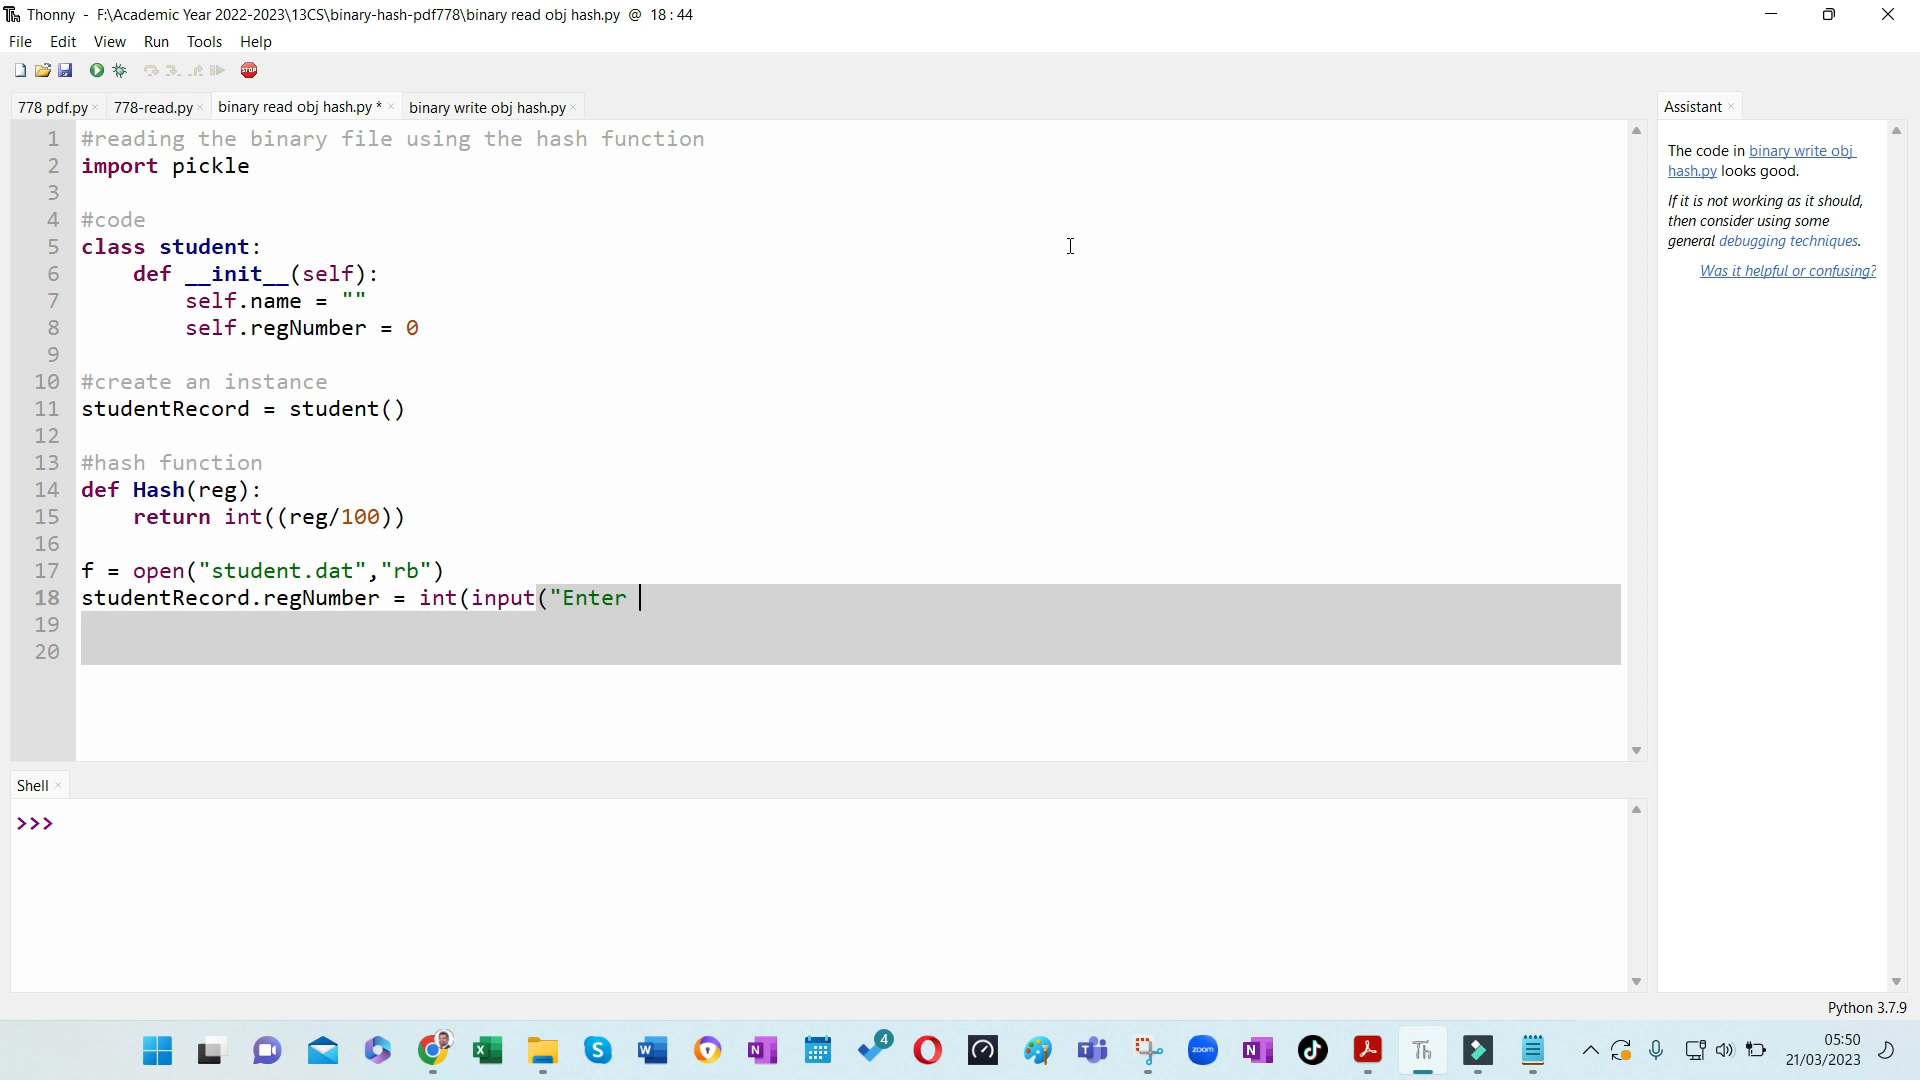 Thonny - F:\Academic Year 2022-2023\13CS\binary-hash-pdf778\binary read obj hash.py @ 18:44
File Edit View Run Tools Help
STOP
778 pdf.py × 778-read.py × binary read obj hash.py * × binary write obj hash.py ×
1 #reading the binary file using the hash function
2 import pickle
3
4 #code
5 class student:
6     def __init__(self):
7         self.name = ""
8         self.regNumber = 0
9
10 #create an instance
11 studentRecord = student()
12
13 #hash function
14 def Hash(reg):
15     return int((reg/100))
16
17 f = open("student.dat","rb")
18 studentRecord.regNumber = int(input("Enter
19
20
Shell ×
>>>
Assistant ×
The code in binary write obj
hash.py looks good.
If it is not working as it should,
then consider using some
general debugging techniques.
Was it helpful or confusing?
Python 3.7.9
4
zoom
05:50
21/03/2023